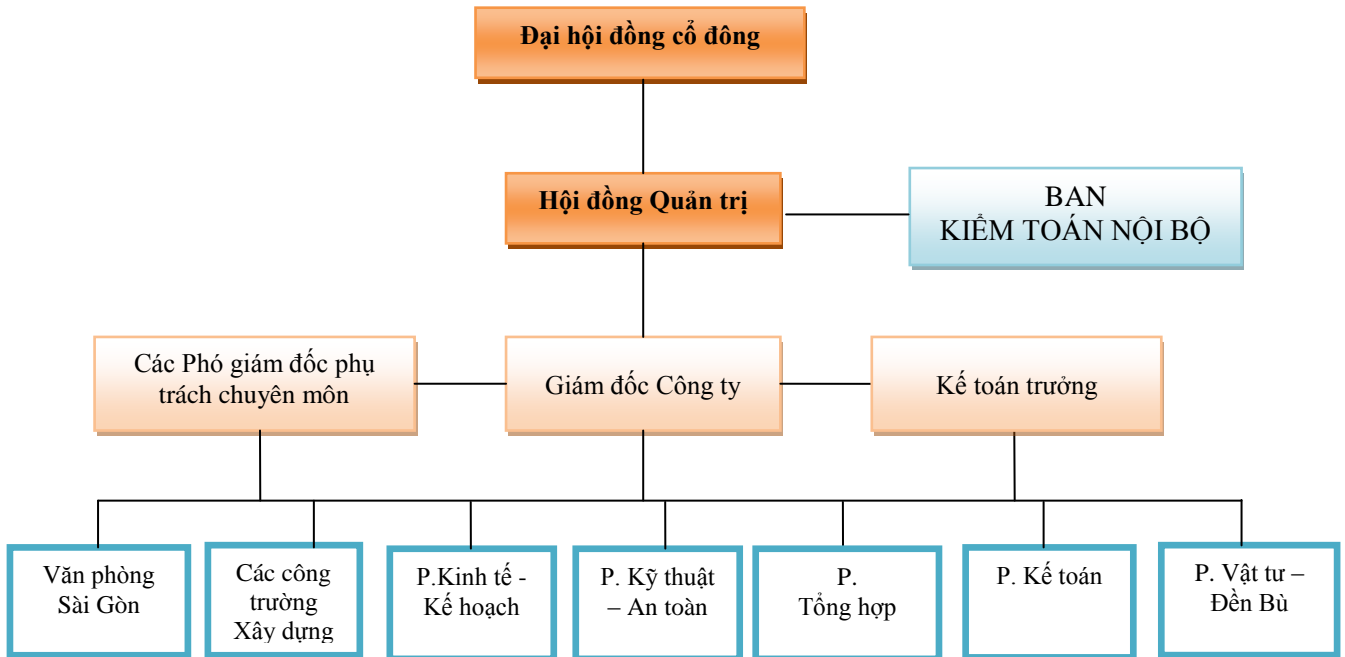 Đại hội đồng cổ đông
Hội đồng Quản trị
BAN
KIỂM TOÁN NỘI BỘ
Các Phó giám đốc phụ
trách chuyên môn
Giám đốc Công ty
Kế toán trưởng
Văn phòng
Sài Gòn
Các công
trường
Xây dựng
P.Kinh tế -
Kế hoạch
P. Kỹ thuật
– An toàn
P.
Tổng hợp
P. Kế toán
P. Vật tư –
Đền Bù